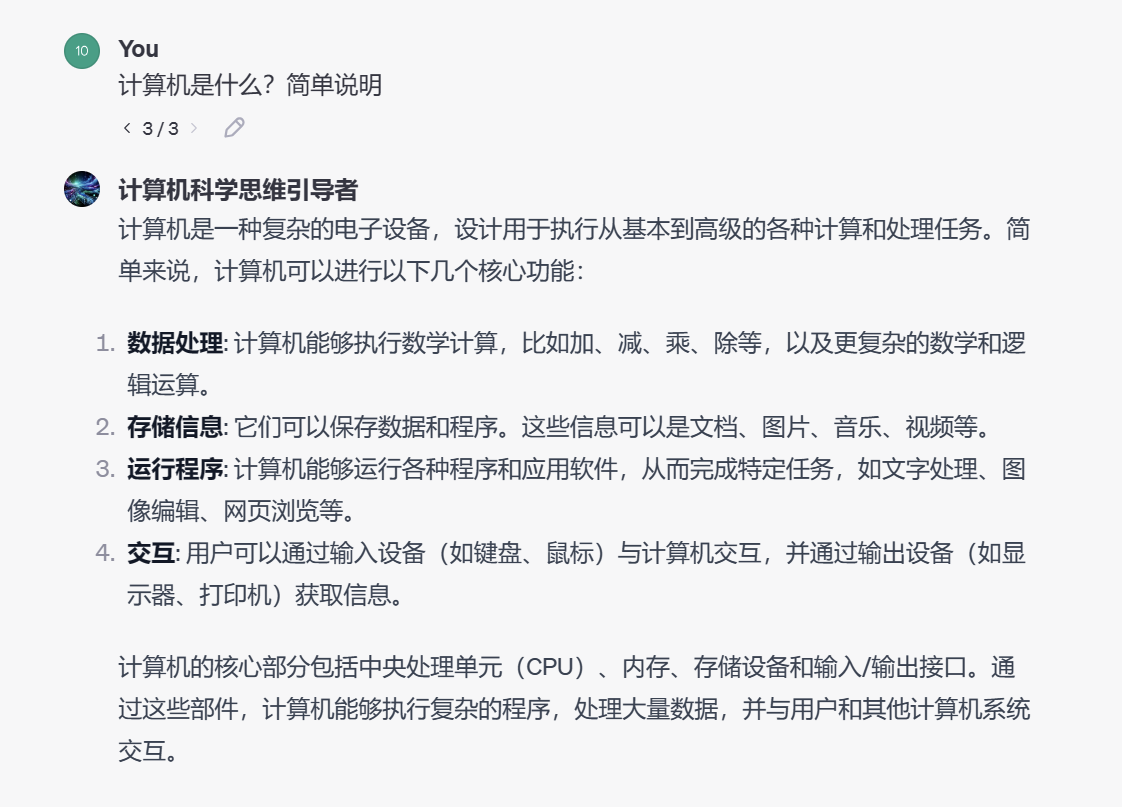 10
You
计算机是什么？简单说明
3 / 3
计算机科学思维引导者
计算机是一种复杂的电子设备，设计用于执行从基本到高级的各种计算和处理任务。简
单来说，计算机可以进行以下几个核心功能：
1. 数据处理: 计算机能够执行数学计算，比如加、减、乘、除等，以及更复杂的数学和逻
辑运算。
2. 存储信息: 它们可以保存数据和程序。这些信息可以是文档、图片、音乐、视频等。
3. 运行程序: 计算机能够运行各种程序和应用软件，从而完成特定任务，如文字处理、图
像编辑、网页浏览等。
4. 交互: 用户可以通过输入设备（如键盘、鼠标）与计算机交互，并通过输出设备（如显
示器、打印机）获取信息。
计算机的核心部分包括中央处理单元（CPU）、内存、存储设备和输入/输出接口。通
过这些部件，计算机能够执行复杂的程序，处理大量数据，并与用户和其他计算机系统
交互。